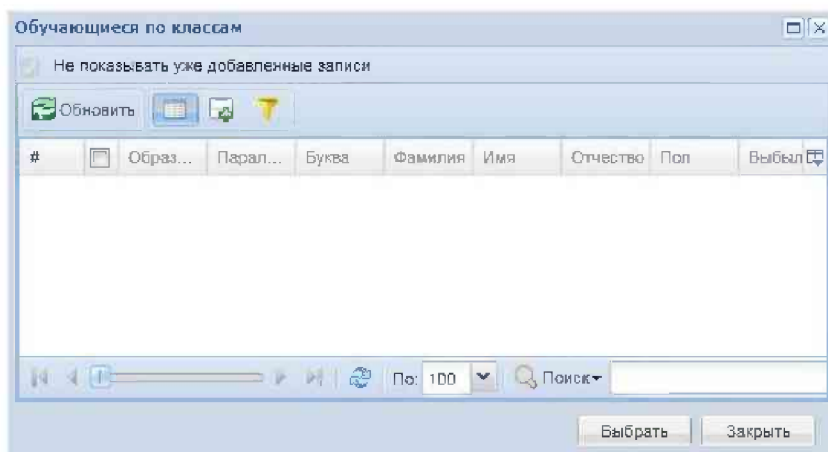 Обучающиеся по классам
Не показывать уже добавленные записи
Обновить
# Образ... Парал... Буква Фамилия Имя Отчество Пол Выбыл
По: 100 Поиск
Выбрать Закрыть